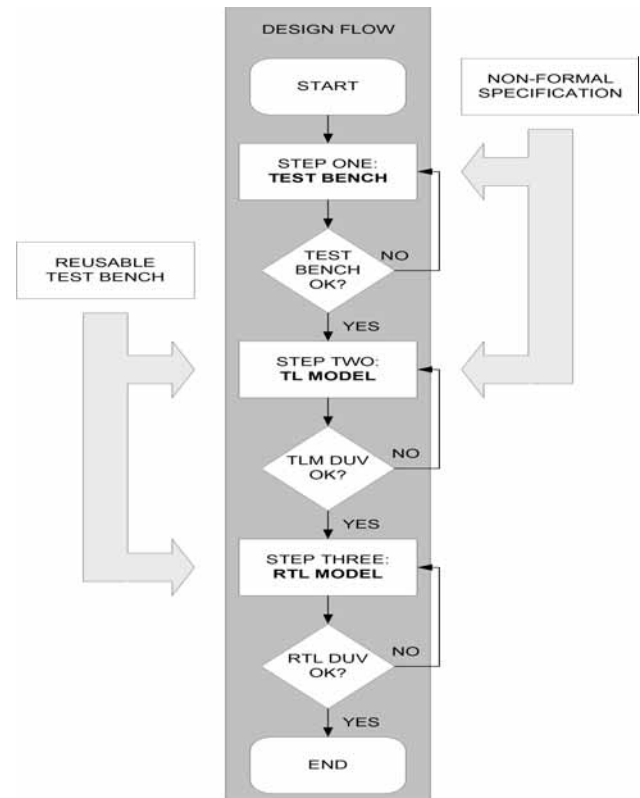 DESIGN FLOW
START
NON-FORMAL
SPECIFICATION
STEP ONE:
TEST BENCH
TEST
BENCH
OK?
NO
REUSABLE
TEST BENCH
YES
STEP TWO:
TL MODEL
TLM DUV
OK?
NO
YES
STEP THREE:
RTL MODEL
RTL DUV
OK?
NO
YES
END